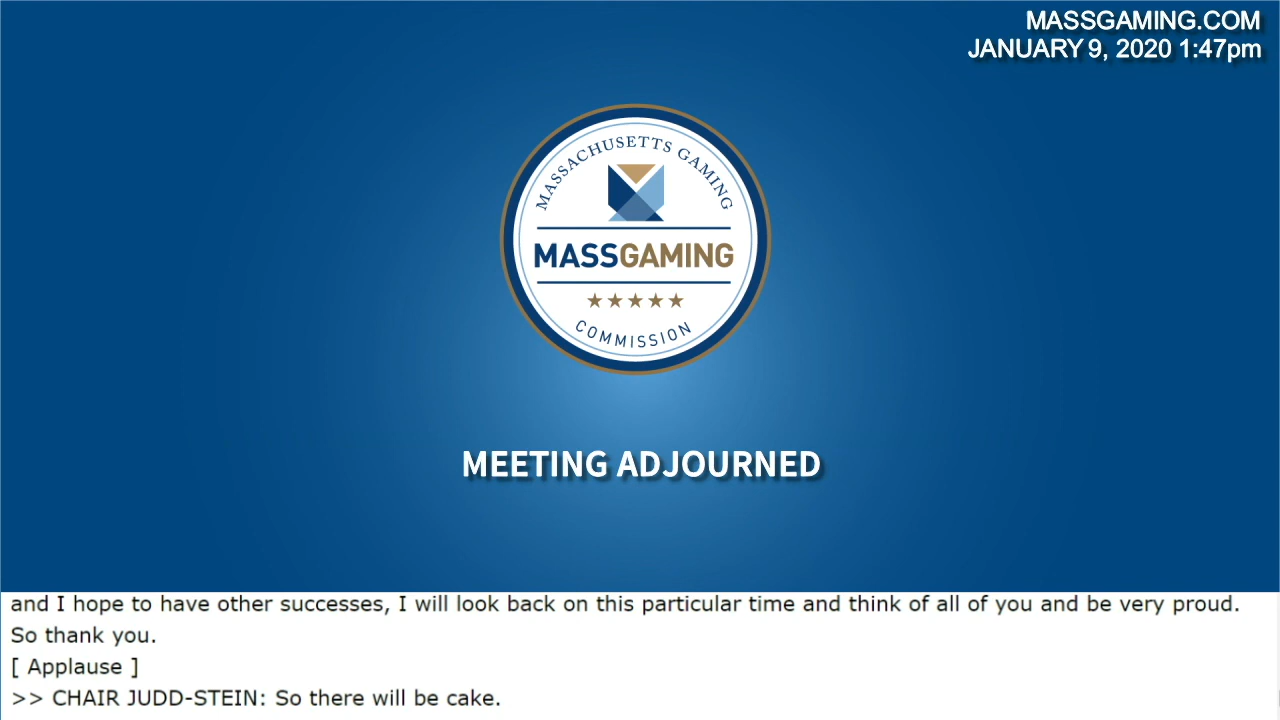 MASSGAMING.COM
JANUARY 9, 2020 1:47pm
MASSACHUSETTS GAMING
MASSGAMING
COMMISSION
MEETING ADJOURNED
and I hope to have other successes, I will look back on this particular time and think of all of you and be very proud.
So thank you.
[ Applause ]
>> CHAIR JUDD-STEIN: So there will be cake.